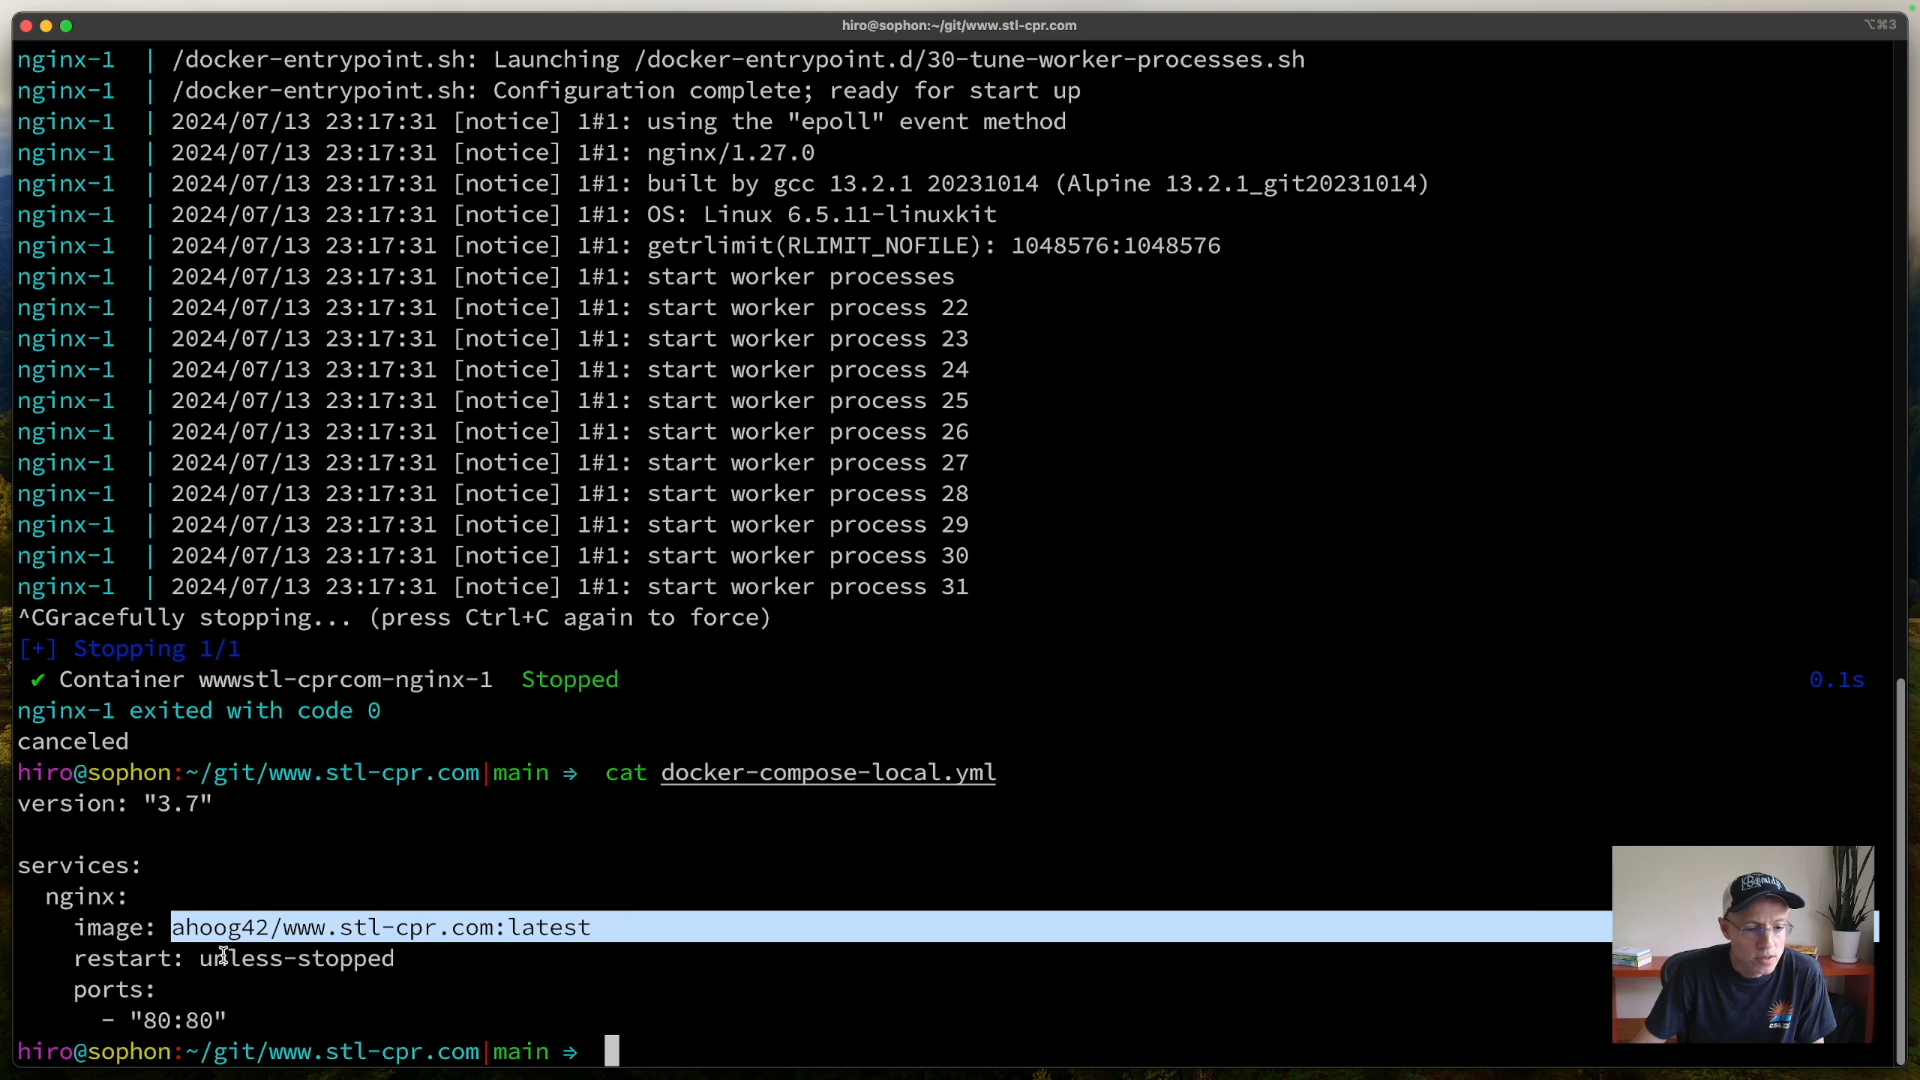 hiro@sophon:~/git/www.stl-cpr.com
⌥⌘3
nginx-1  | /docker-entrypoint.sh: Launching /docker-entrypoint.d/30-tune-worker-processes.sh
nginx-1  | /docker-entrypoint.sh: Configuration complete; ready for start up
nginx-1  | 2024/07/13 23:17:31 [notice] 1#1: using the "epoll" event method
nginx-1  | 2024/07/13 23:17:31 [notice] 1#1: nginx/1.27.0
nginx-1  | 2024/07/13 23:17:31 [notice] 1#1: built by gcc 13.2.1 20231014 (Alpine 13.2.1_git20231014)
nginx-1  | 2024/07/13 23:17:31 [notice] 1#1: OS: Linux 6.5.11-linuxkit
nginx-1  | 2024/07/13 23:17:31 [notice] 1#1: getrlimit(RLIMIT_NOFILE): 1048576:1048576
nginx-1  | 2024/07/13 23:17:31 [notice] 1#1: start worker processes
nginx-1  | 2024/07/13 23:17:31 [notice] 1#1: start worker process 22
nginx-1  | 2024/07/13 23:17:31 [notice] 1#1: start worker process 23
nginx-1  | 2024/07/13 23:17:31 [notice] 1#1: start worker process 24
nginx-1  | 2024/07/13 23:17:31 [notice] 1#1: start worker process 25
nginx-1  | 2024/07/13 23:17:31 [notice] 1#1: start worker process 26
nginx-1  | 2024/07/13 23:17:31 [notice] 1#1: start worker process 27
nginx-1  | 2024/07/13 23:17:31 [notice] 1#1: start worker process 28
nginx-1  | 2024/07/13 23:17:31 [notice] 1#1: start worker process 29
nginx-1  | 2024/07/13 23:17:31 [notice] 1#1: start worker process 30
nginx-1  | 2024/07/13 23:17:31 [notice] 1#1: start worker process 31
^CGracefully stopping... (press Ctrl+C again to force)
[+] Stopping 1/1
✔ Container wwwstl-cprcom-nginx-1  Stopped 0.1s
nginx-1 exited with code 0
canceled
hiro@sophon:~/git/www.stl-cpr.com|main ⇒  cat docker-compose-local.yml
version: "3.7"
services:
  nginx:
    image: ahoog42/www.stl-cpr.com:latest
    restart: unless-stopped
    ports:
      - "80:80"
hiro@sophon:~/git/www.stl-cpr.com|main ⇒